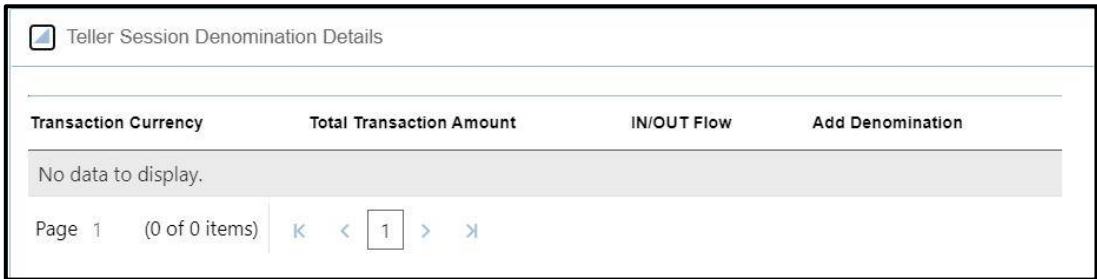 Teller Session Denomination Details
Transaction Currency Total Transaction Amount IN/OUT Flow Add Denomination
No data to display.
Page 1 (0 of 0 items) 1